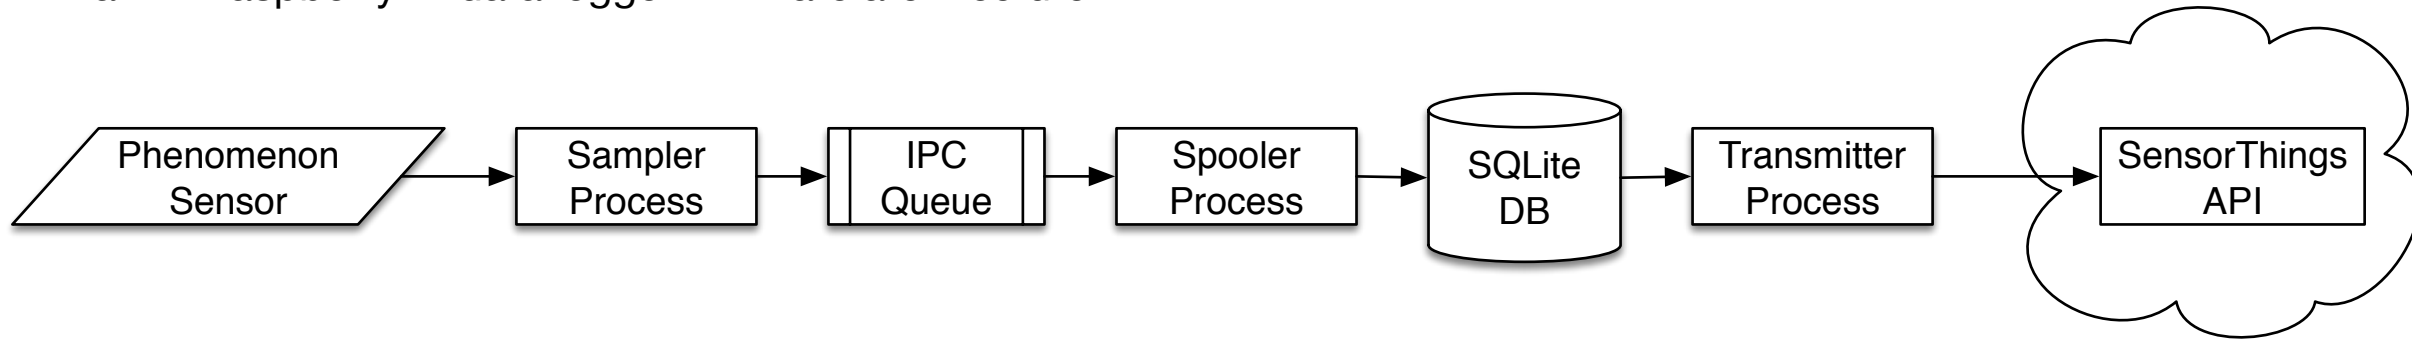 Phenomenon
Sensor
Sampler
Process
IPC
Queue
Spooler
Process
SQLite
DB
Transmitter
Process
SensorThings
API